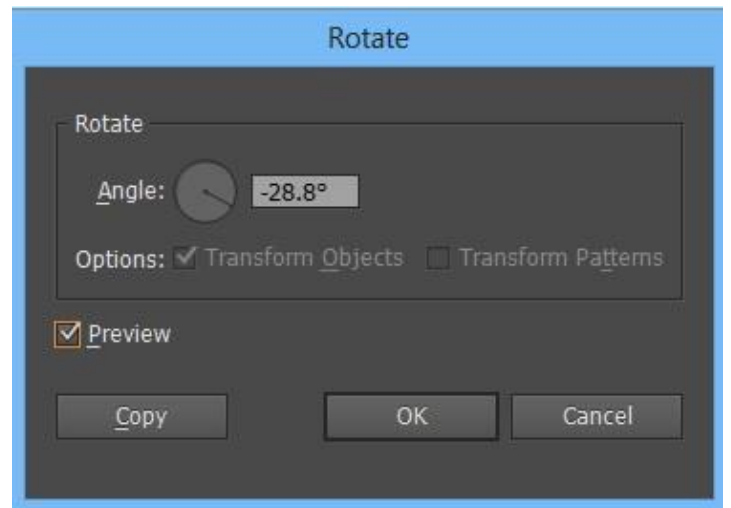 Rotate
Rotate
Angle: -28.8°
Options: Transform Objects Transform Patterns
Preview
Copy OK Cancel